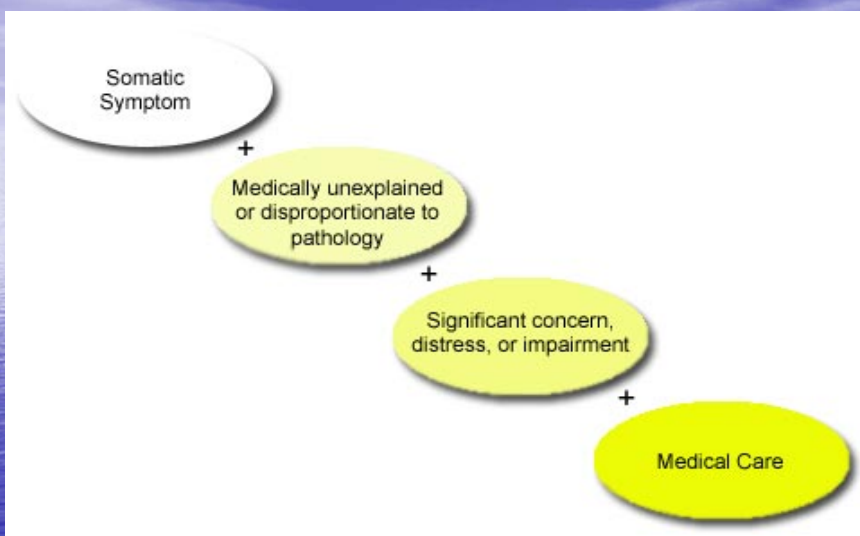 Somatic
Symptom
+
Medically unexplained
or disproportionate to
pathology
+
Significant concern,
distress, or impairment
+
Medical Care